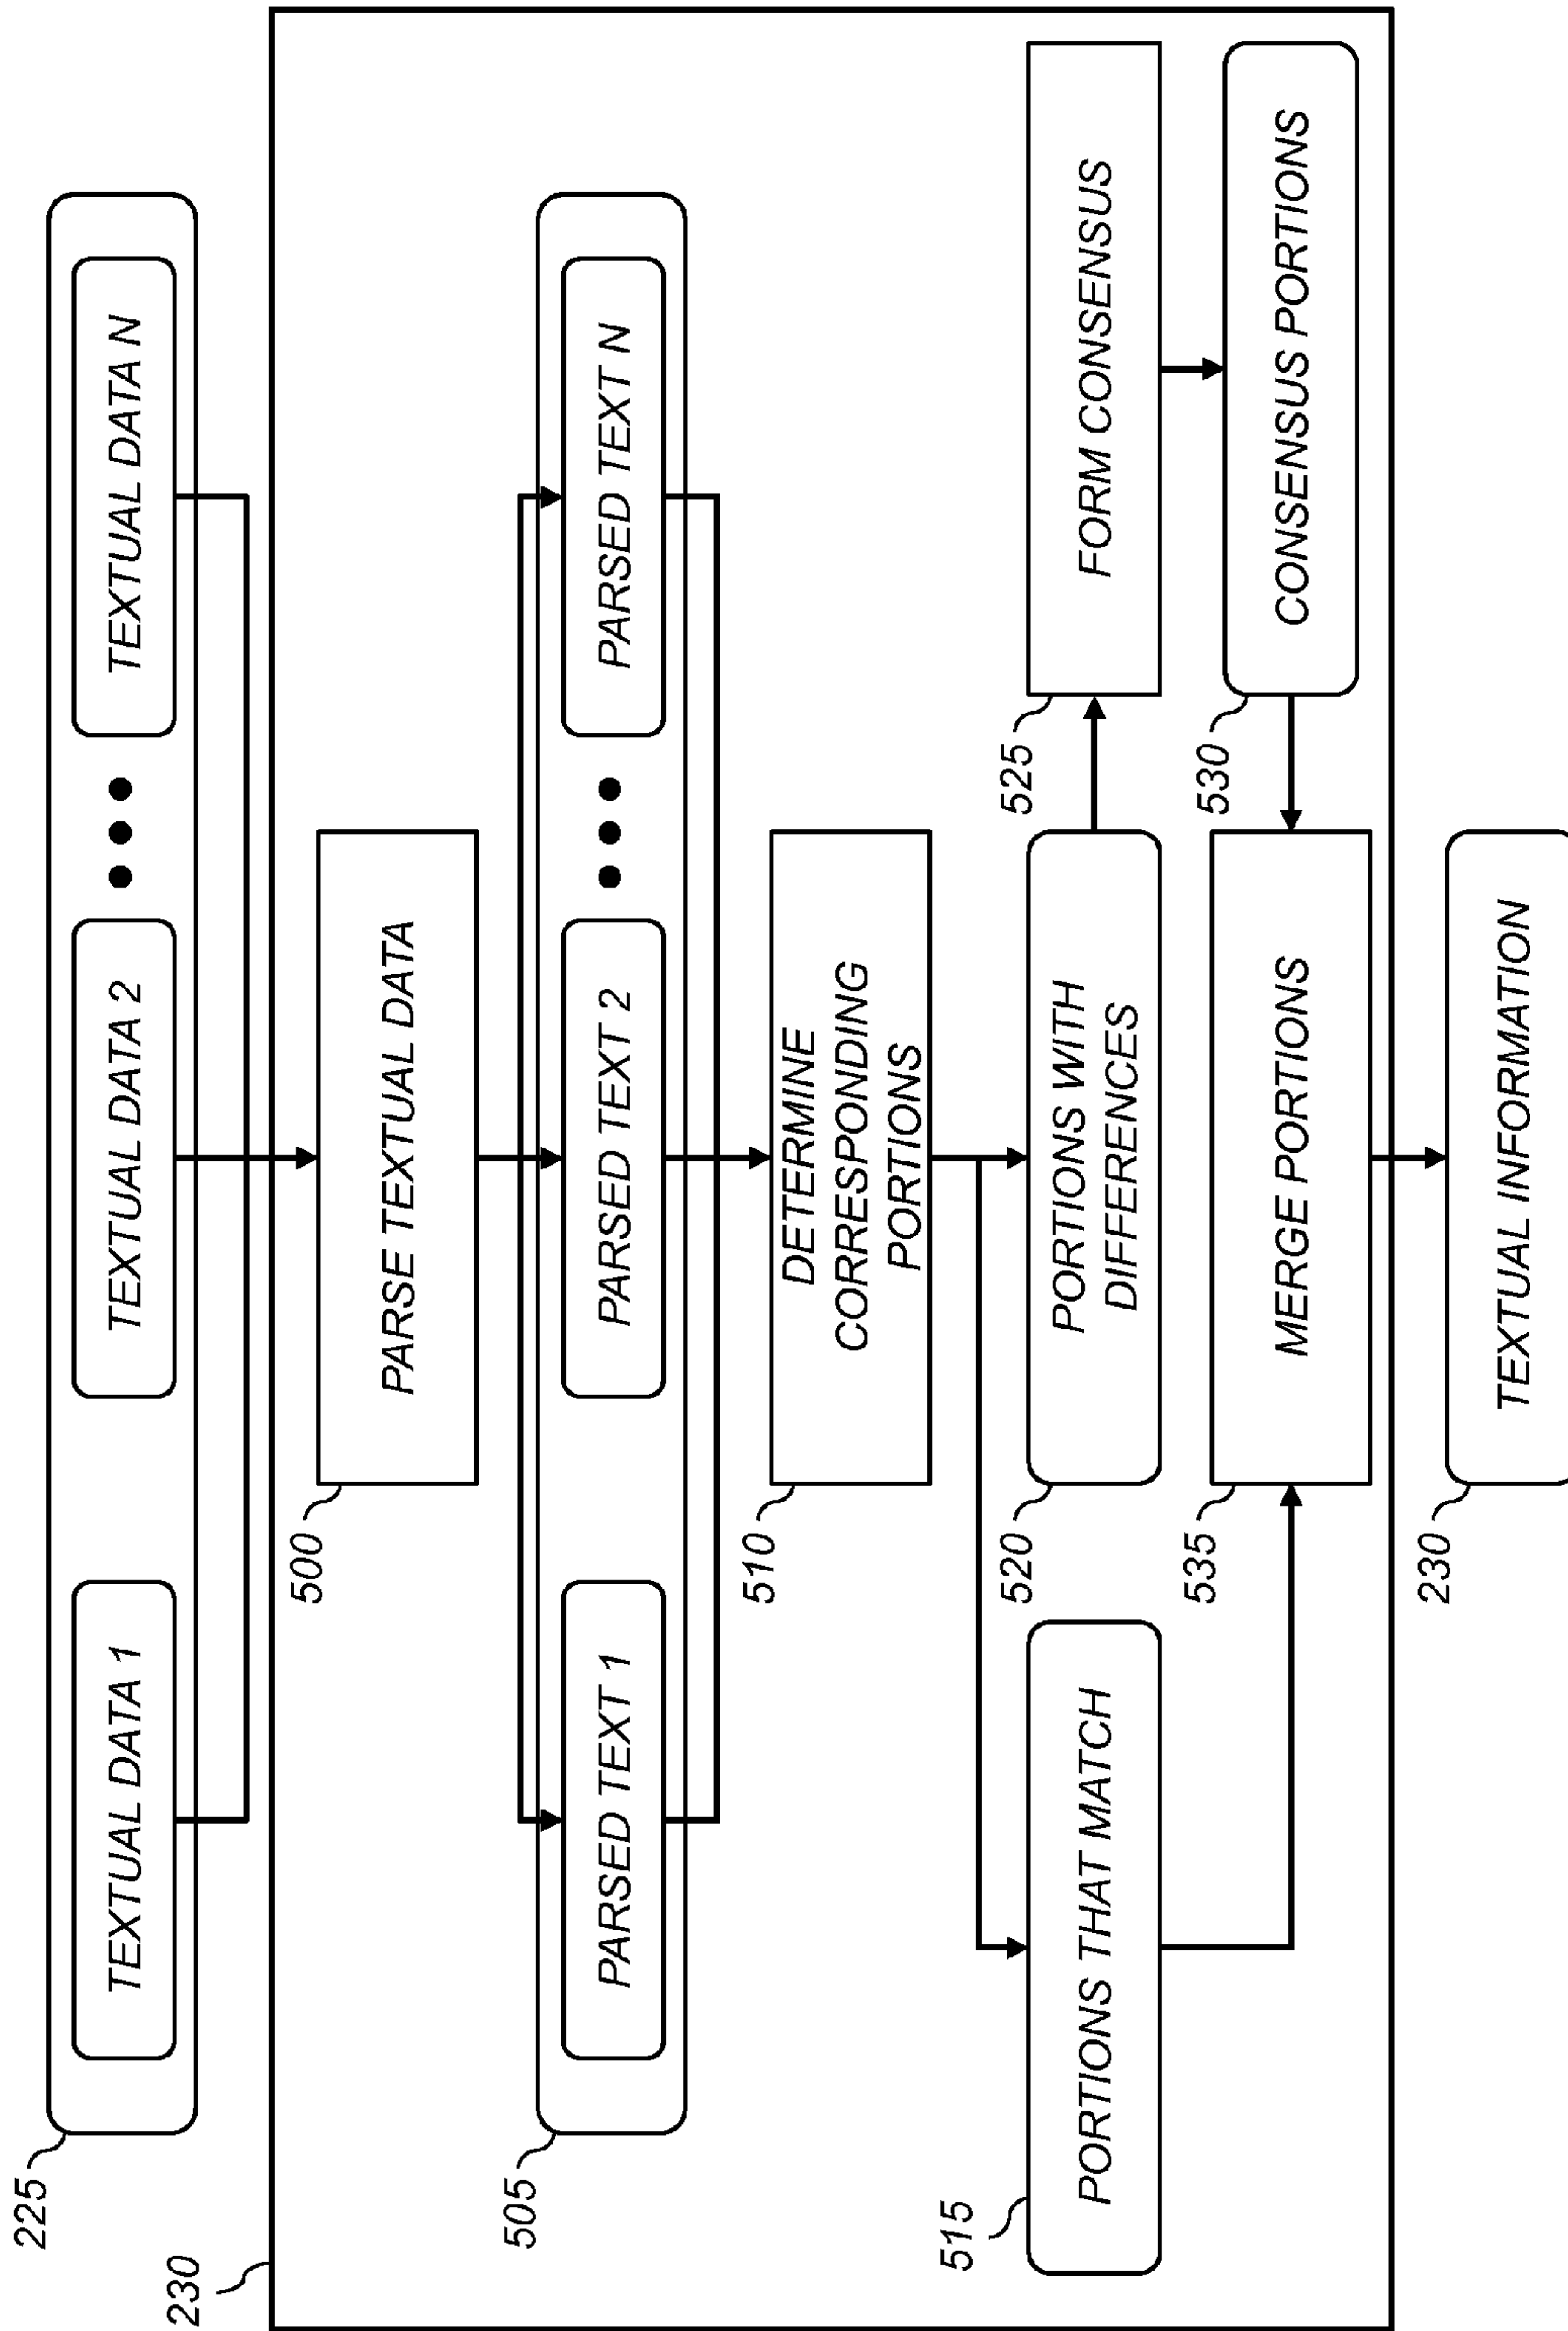 225
TEXTUAL DATA 1
TEXTUAL DATA 2
TEXTUAL DATA N
230
500
PARSE TEXTUAL DATA
505
PARSED TEXT 1
PARSED TEXT 2
PARSED TEXT N
510
DETERMINE
CORRESPONDING
PORTIONS
515
PORTIONS THAT MATCH
520
PORTIONS WITH
DIFFERENCES
525
FORM CONSENSUS
535
MERGE PORTIONS
530
CONSENSUS PORTIONS
230
TEXTUAL INFORMATION